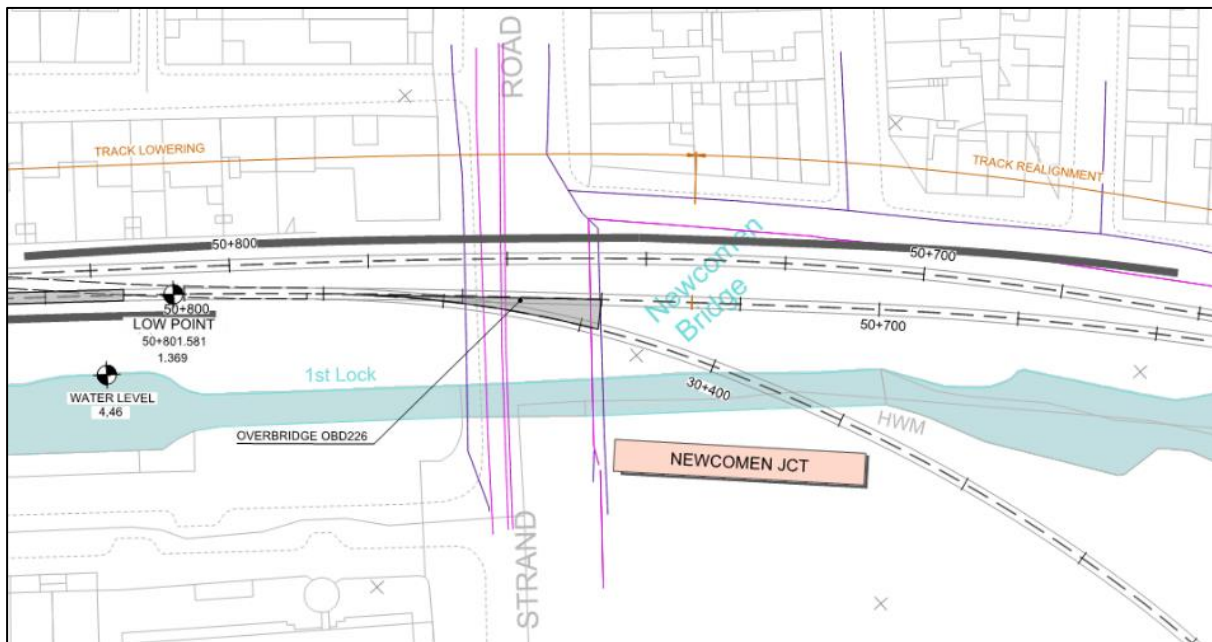 ROAD
TRACK LOWERING
TRACK REALIGNMENT
50+800
50+700
Newcomen
Bridge
50+800
LOW POINT
50+801.581
1.369
50+700
1st Lock
WATER LEVEL
4,46
30+400
HWM
OVERBRIDGE OBD226
NEWCOMEN JCT
STRAND